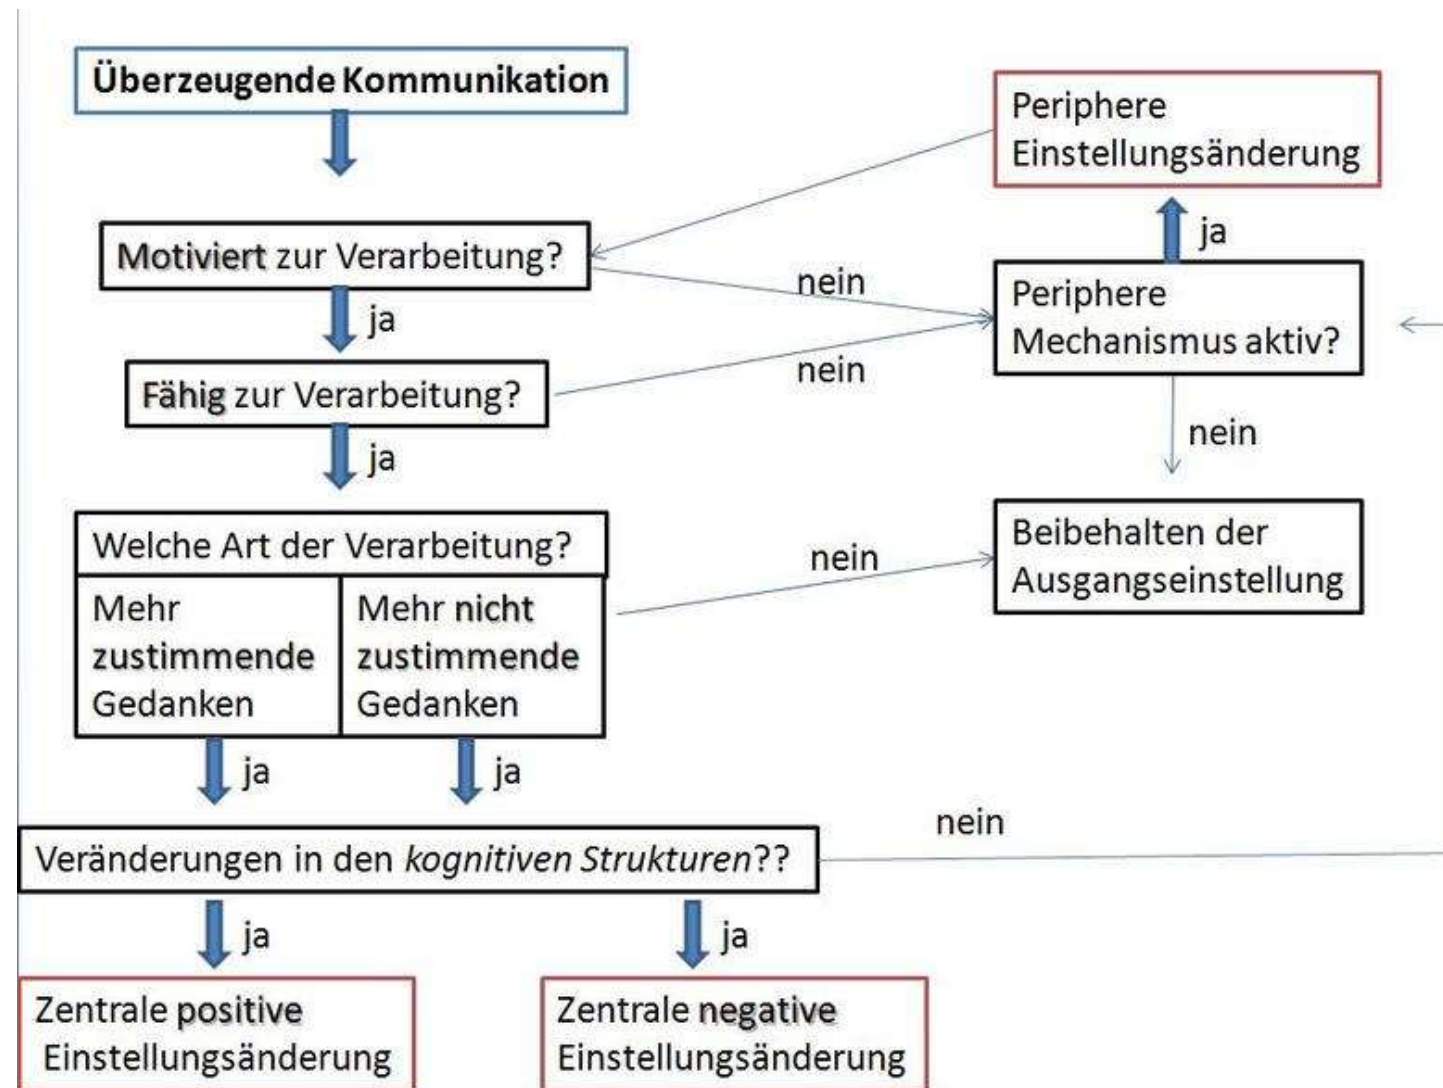 Überzeugende Kommunikation
Periphere
Einstellungsänderung
ja
Motiviert zur Verarbeitung?
nein
Periphere
Mechanismus aktiv?
ja
Fähig zur Verarbeitung?
nein
nein
ja
Welche Art der Verarbeitung?
Mehr
zustimmende
Gedanken
Mehr nicht
zustimmende
Gedanken
nein
Beibehalten der
Ausgangseinstellung
ja
ja
Veränderungen in den kognitiven Strukturen??
nein
ja
ja
Zentrale positive
Einstellungsänderung
Zentrale negative
Einstellungsänderung